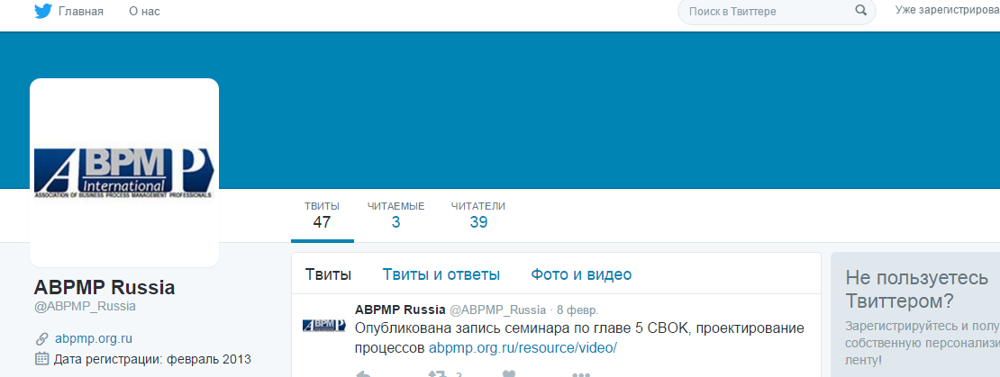 Главная О нас
Поиск в Твиттере
Уже зарегистрирова
ABPMP
International
ASSOCIATION OF BUSINESS PROCESS MANAGEMENT PROFESSIONALS
ТВИТЫ ЧИТАЕМЫЕ ЧИТАТЕЛИ
47 3 39
ABPMP Russia
@ABPMP_Russia
abpmp.org.ru
Дата регистрации: февраль 2013
Твиты Твиты и ответы Фото и видео
ABPMP Russia @ABPMP_Russia · 8 февр.
Опубликована запись семинара по главе 5 CBOK, проектирование
процессов abpmp.org.ru/resource/video/
Не пользуетесь
Твиттером?
Зарегистрируйтесь и полу
собственную персонализи
ленту!